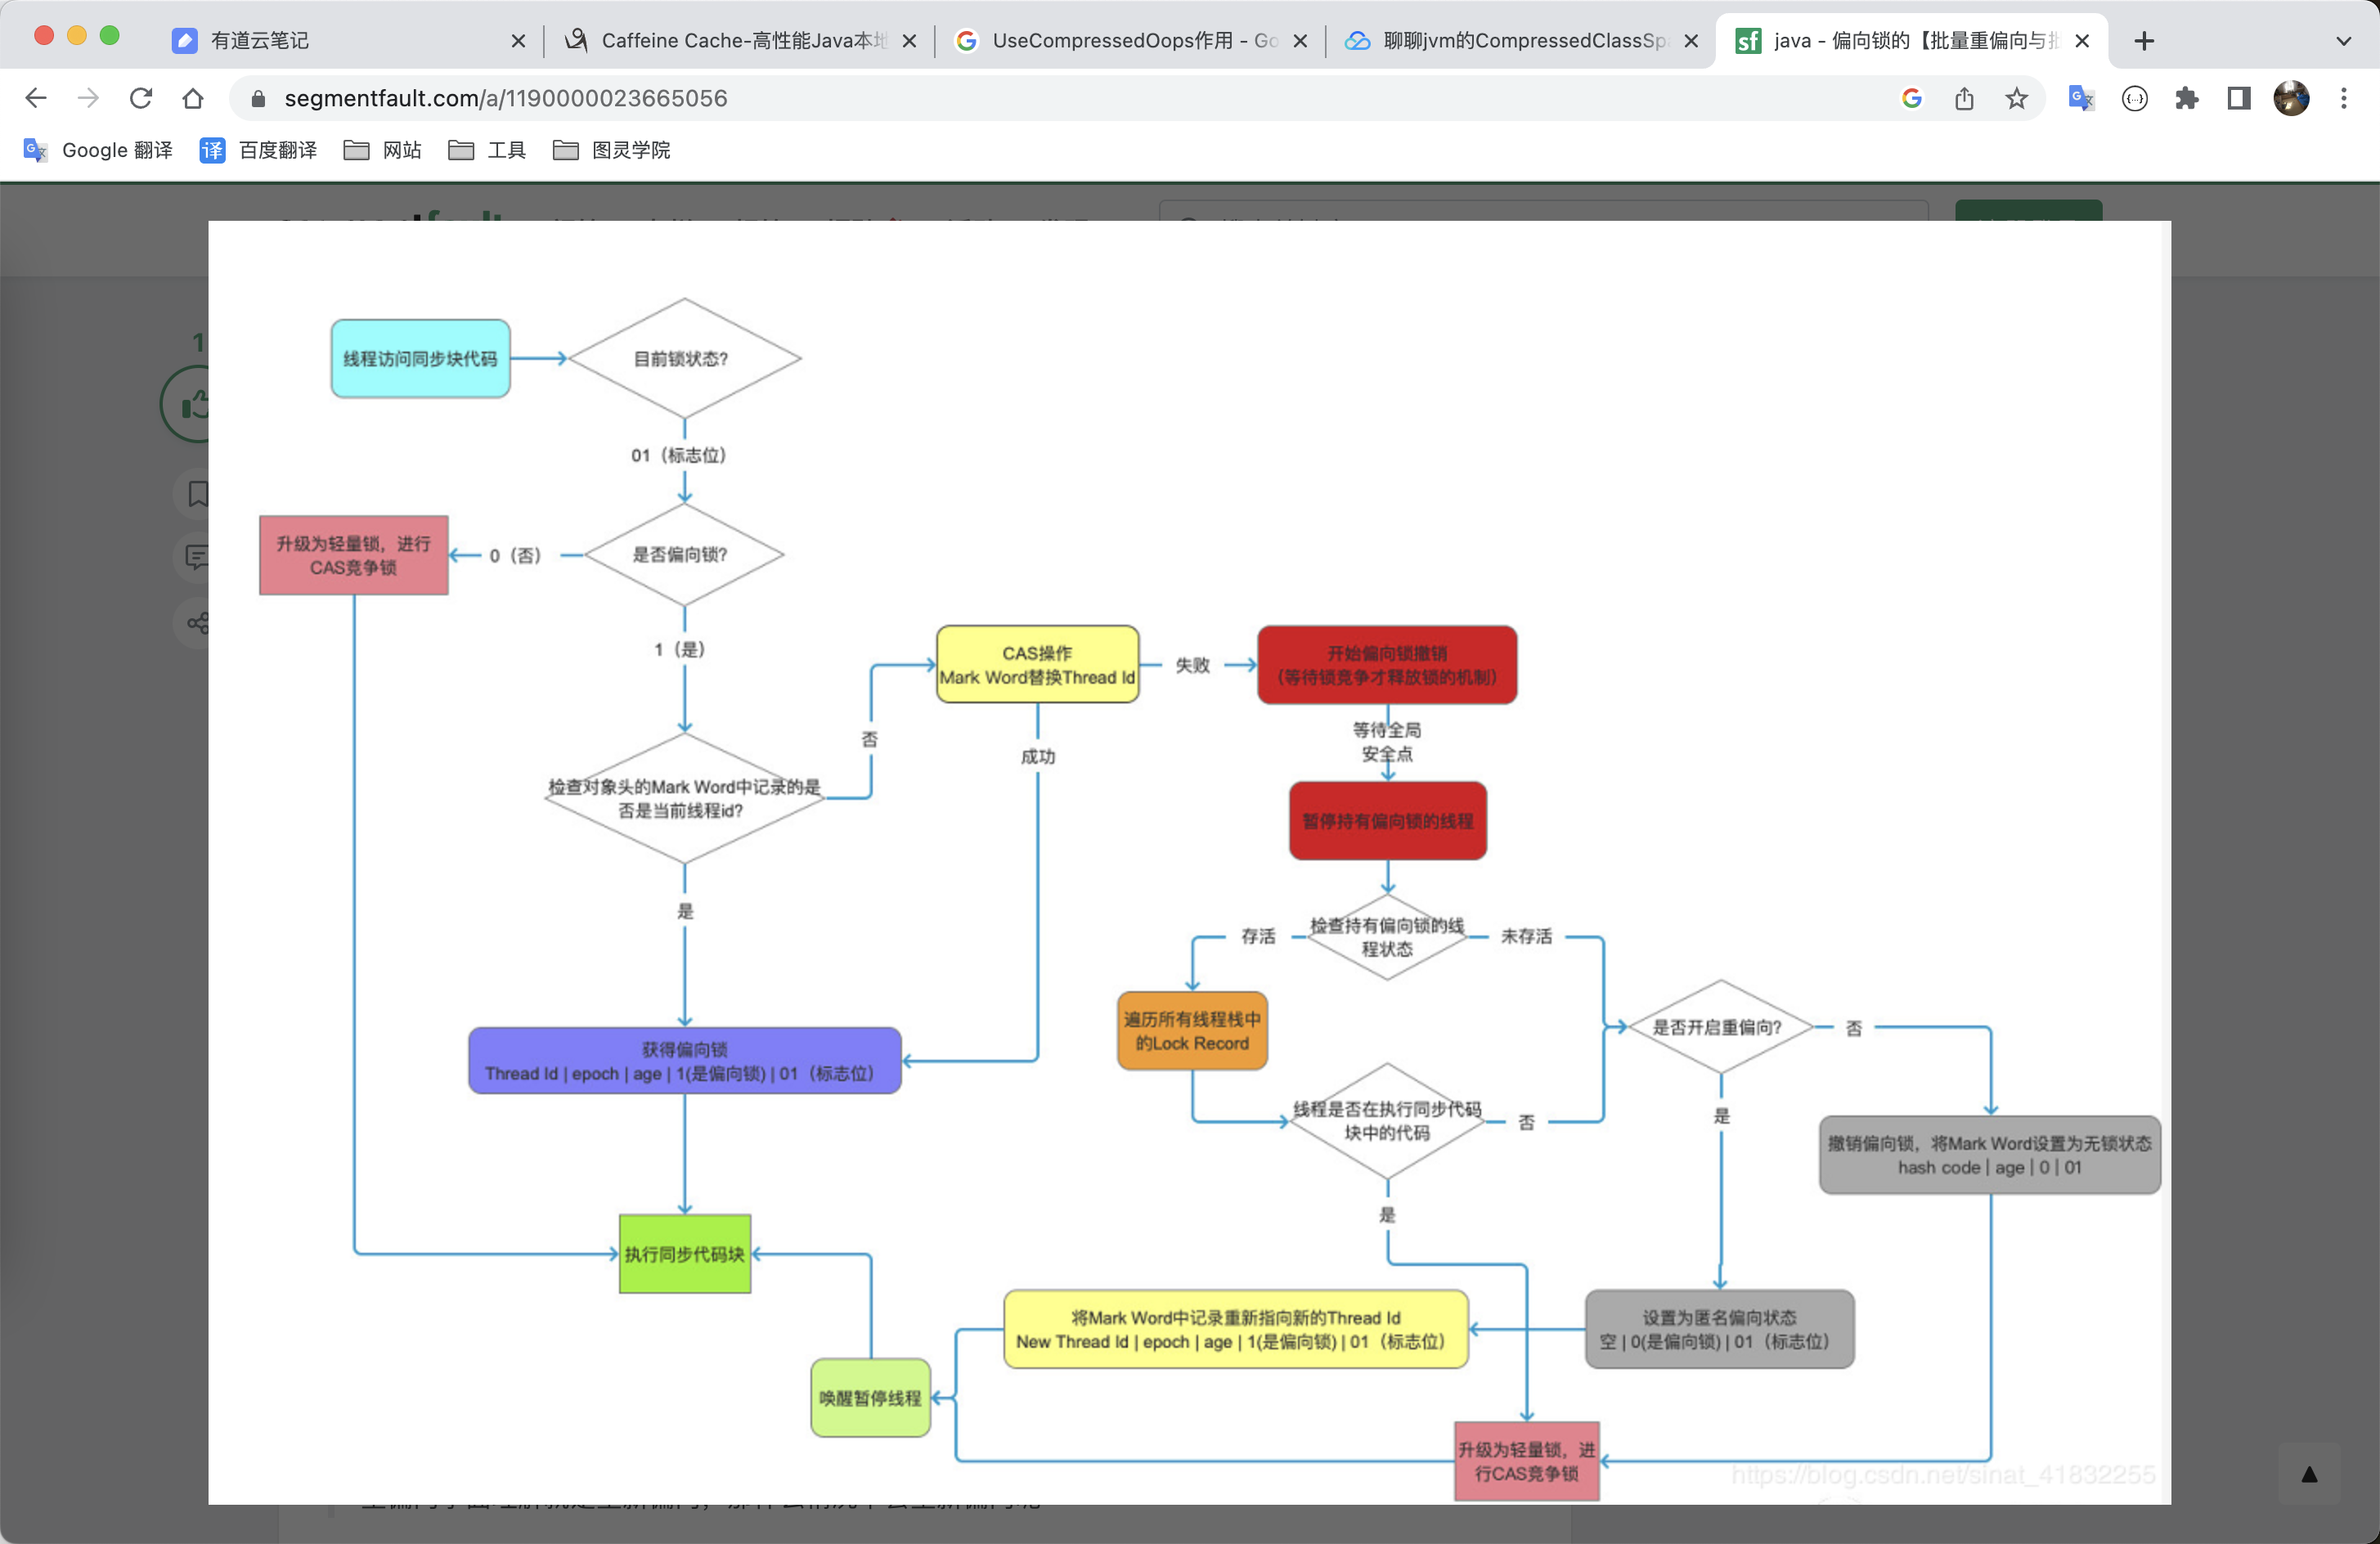 有道云笔记
Caffeine Cache-高性能Java本地
UseCompressedOops作用 - Go
聊聊jvm的CompressedClassSp
java - 偏向锁的【批量重偏向与批
segmentfault.com/a/1190000023665056
Google 翻译
译
百度翻译
网站
工具
图灵学院
线程访问同步块代码
目前锁状态?
01（标志位）
升级为轻量锁，进行
CAS竞争锁
0（否）
是否偏向锁?
1（是）
CAS操作
Mark Word替换Thread Id
失败
开始偏向锁撤销
（等待锁竞争才释放锁的机制）
否
成功
等待全局
安全点
检查对象头的Mark Word中记录的是
否是当前线程id?
暂停持有偏向锁的线程
是
存活
检查持有偏向锁的线
程状态
未存活
遍历所有线程栈中
的Lock Record
是否开启重偏向?
否
获得偏向锁
Thread Id | epoch | age | 1(是偏向锁) | 01（标志位）
线程是否在执行同步代码
块中的代码
否
是
撤销偏向锁，将Mark Word设置为无锁状态
hash code | age | 0 | 01
是
执行同步代码块
将Mark Word中记录重新指向新的Thread Id
New Thread Id | epoch | age | 1(是偏向锁) | 01（标志位）
设置为匿名偏向状态
空 | 0(是偏向锁) | 01（标志位）
唤醒暂停线程
升级为轻量锁，进
行CAS竞争锁
https://blog.csdn.net/sinat_41832255